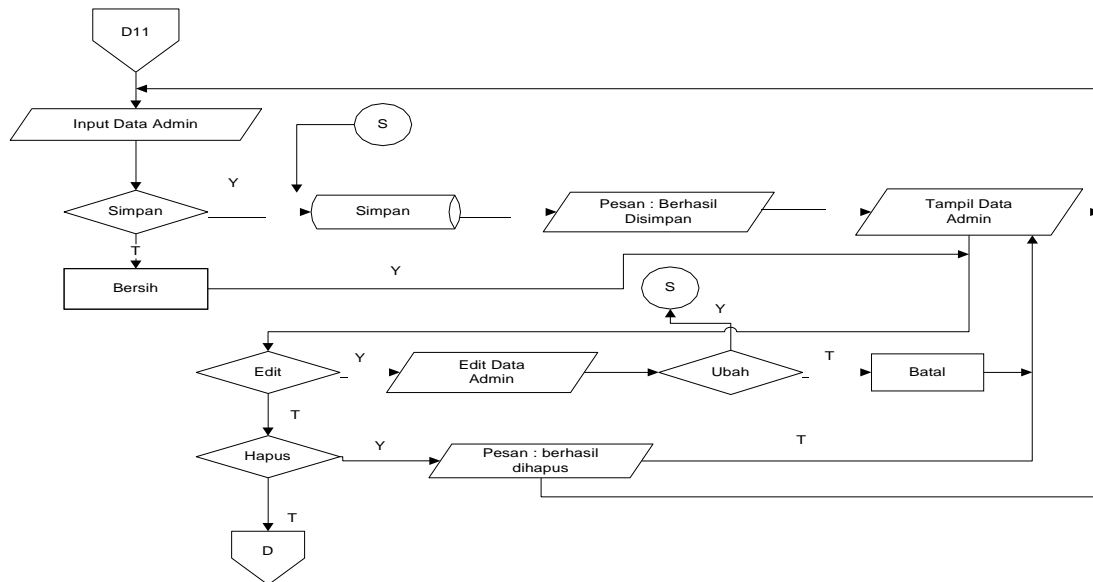 D11
Input Data Admin
S
Y
Simpan
Simpan
Pesan : Berhasil
Disimpan
Tampil Data
Admin
T
Bersih
Y
S
Y
Edit
Y
Edit Data
Admin
Ubah
T
Batal
T
Hapus
Y
Pesan : berhasil
dihapus
T
T
D